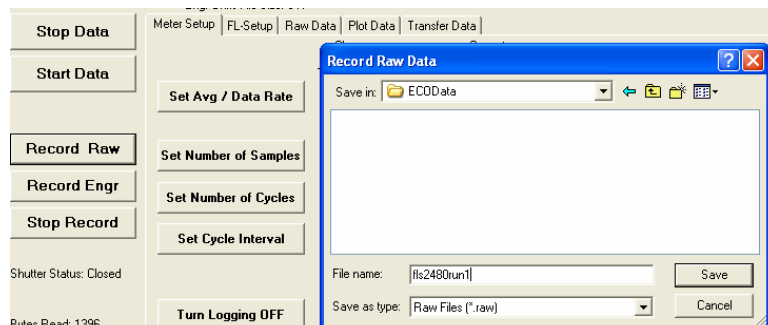 Stop Data
Start Data
Record Raw
Record Engr
Stop Record
Shutter Status: Closed
Bytes Read: 1396
Meter Setup FL-Setup Raw Data Plot Data Transfer Data
Set Avg / Data Rate
Set Number of Samples
Set Number of Cycles
Set Cycle Interval
Turn Logging OFF
Record Raw Data
Save in: ECOData
File name: fls2480run1
Save
Save as type: Raw Files (*.raw)
Cancel